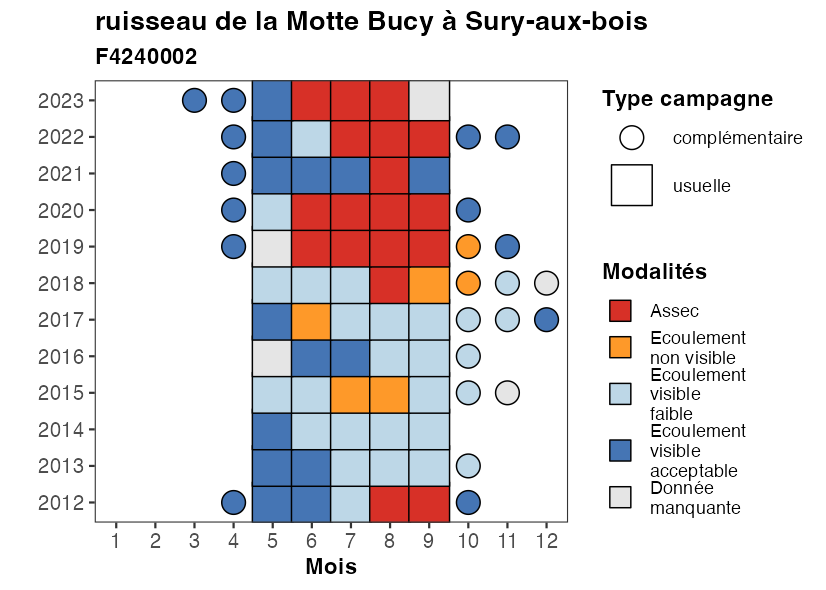 ruisseau de la Motte Bucy à Sury-aux-bois
F4240002
2023
2022
2021
2020
2019
2018
2017
2016
2015
2014
2013
2012
1 2 3 4 5 6 7 8 9 10 11 12
Mois
Type campagne
complémentaire
usuelle
Modalités
Assec
Ecoulement
non visible
Ecoulement
visible
faible
Ecoulement
visible
acceptable
Donnée
manquante